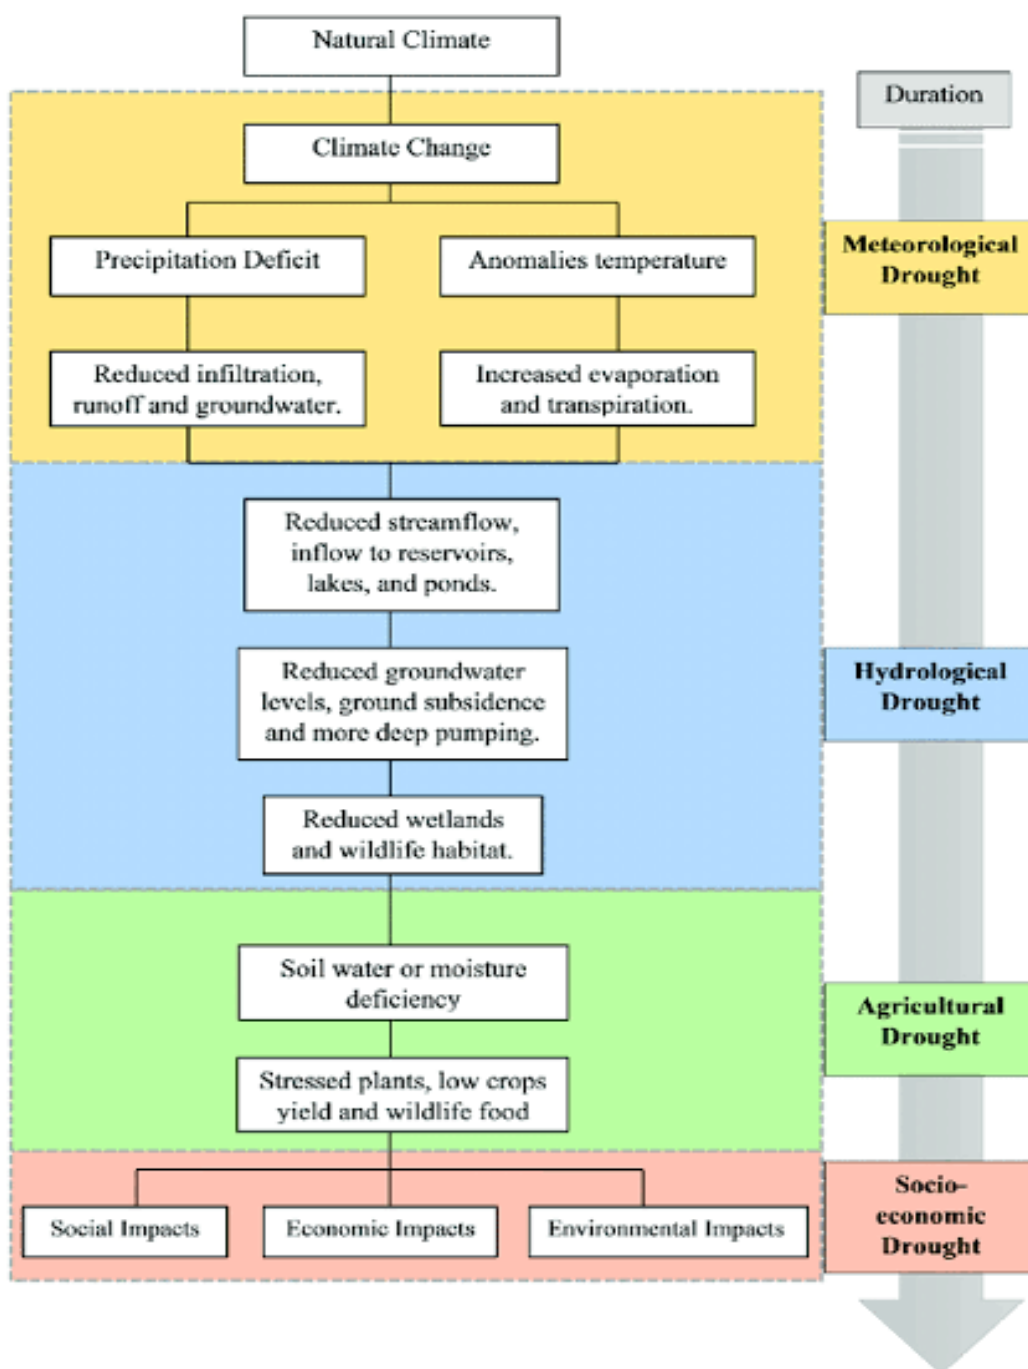 Natural Climate
Duration
Climate Change
Precipitation Deficit
Anomalies temperature
Meteorological
Drought
Reduced infiltration,
runoff and groundwater.
Increased evaporation
and transpiration.
Reduced streamflow,
inflow to reservoirs,
lakes, and ponds.
Reduced groundwater
levels, ground subsidence
and more deep pumping.
Hydrological
Drought
Reduced wetlands
and wildlife habitat.
Soil water or moisture
deficiency
Agricultural
Drought
Stressed plants, low crops
yield and wildlife food
Social Impacts
Economic Impacts
Environmental Impacts
Socio-
economic
Drought